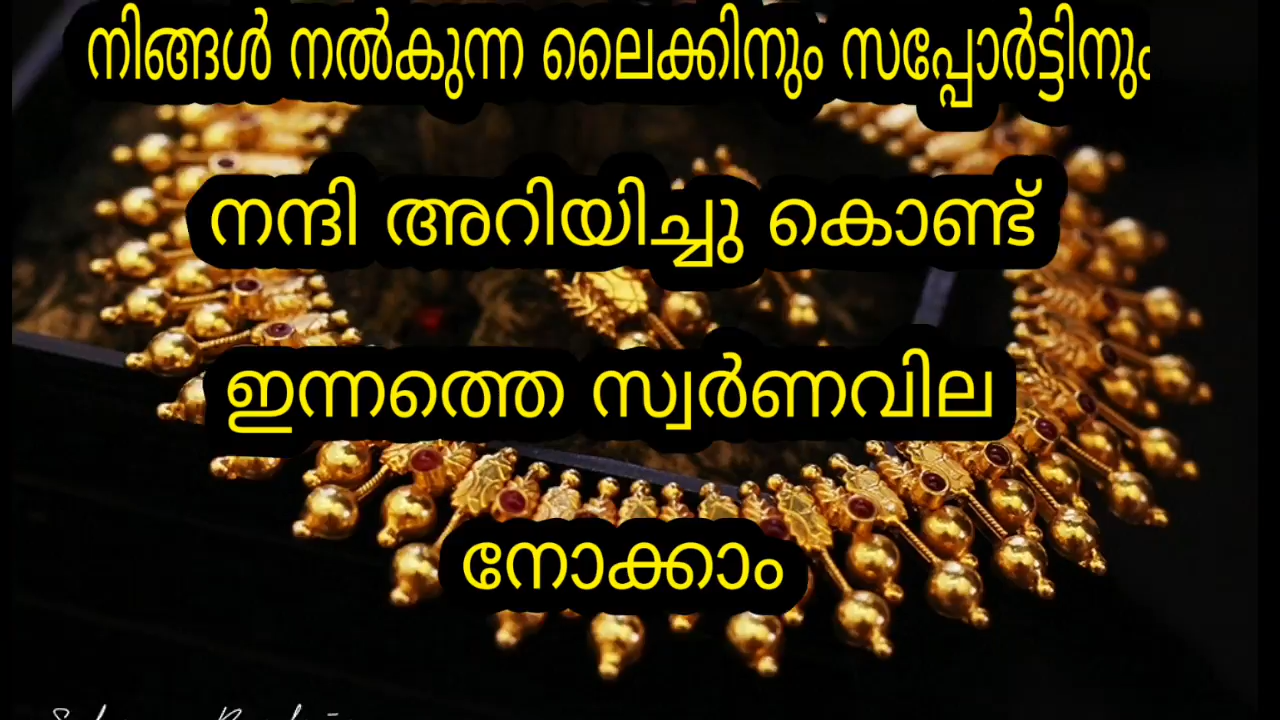 നിങ്ങൾ നൽകുന്ന ലൈക്കിനും സപ്പോർട്ടിനും
നന്ദി അറിയിച്ചു കൊണ്ട്
ഇന്നത്തെ സ്വർണവില
നോക്കാം